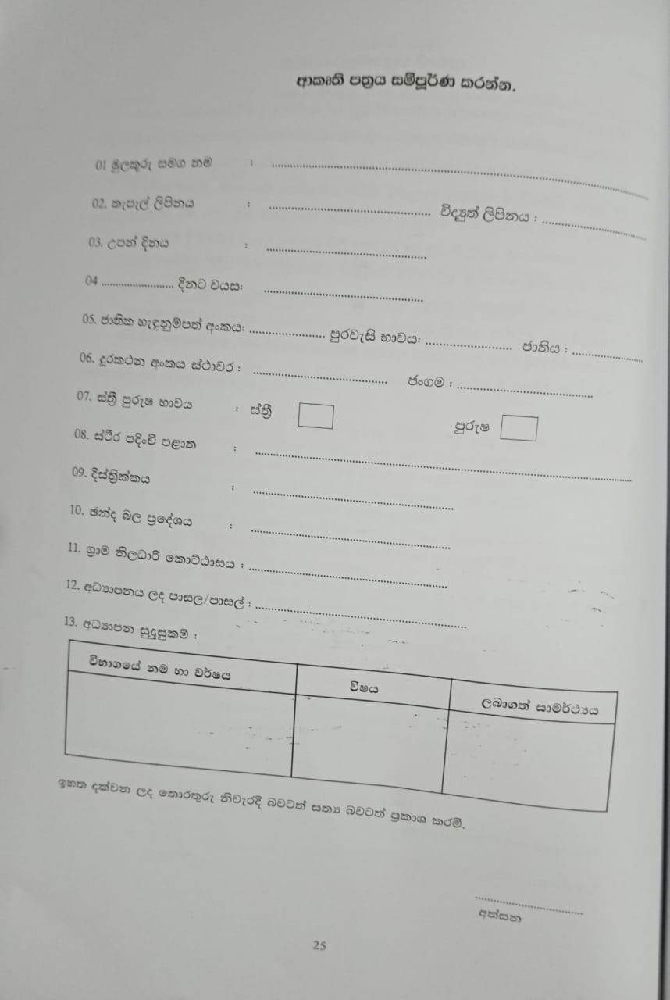 ආකෘති පත්‍රය සම්පූර්ණ කරන්න.
01 මුලකුරු සමග නම : ........................................
02. තැපැල් ලිපිනය : ........................................ විද්‍යුත් ලිපිනය : ........................................
03. උපන් දිනය : ........................................
04 ........................ දිනට වයස: ........................................
05. ජාතික හැඳුනුම්පත් අංකය: ........................ පුරවැසි භාවය: ........................ ජාතිය : ........................
06. දුරකථන අංකය ස්ථාවර : ........................................ ජංගම : ........................................
07. ස්ත්‍රී පුරුෂ භාවය : ස්ත්‍රී පුරුෂ
08. ස්ථිර පදිංචි පළාත : ........................................
09. දිස්ත්‍රික්කය : ........................................
10. ඡන්ද බල ප්‍රදේශය : ........................................
11. ග්‍රාම නිලධාරි කොට්ඨාසය : ........................................
12. අධ්‍යාපනය ලද පාසල/පාසල් : ........................................
13. අධ්‍යාපන සුදුසුකම් :
විභාගයේ නම හා වර්ෂය විෂය ලබාගත් සාමර්ථ්‍යය
ඉහත දක්වන ලද තොරතුරු නිවැරදි බවටත් සත්‍ය බවටත් ප්‍රකාශ කරමි.
........................................
අත්සන
25